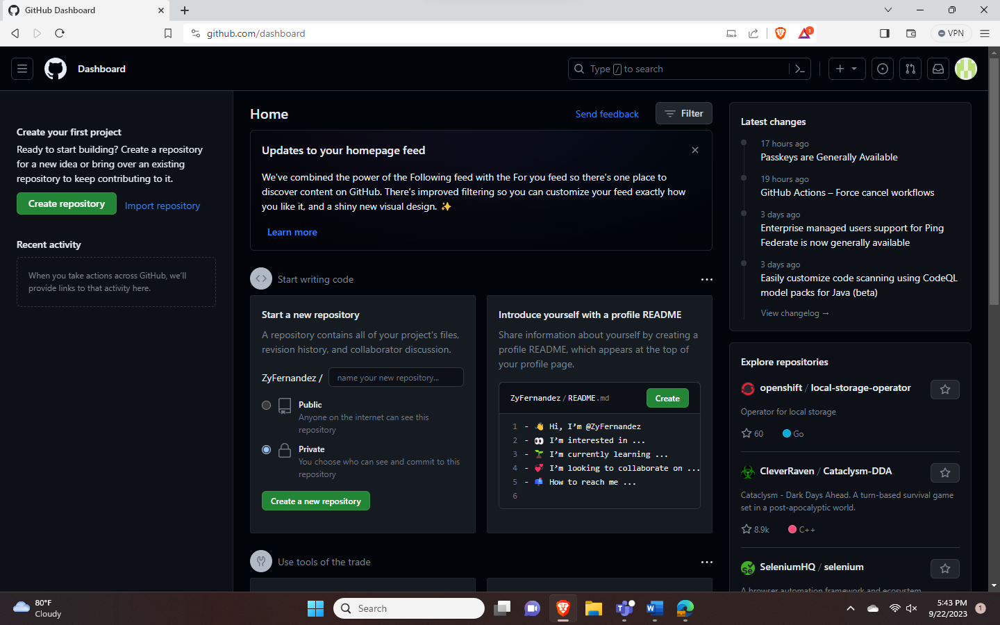 GitHub Dashboard
github.com/dashboard
1
VPN
Dashboard
Type / to search
Create your first project
Ready to start building? Create a repository
for a new idea or bring over an existing
repository to keep contributing to it.
Create repository
Import repository
Recent activity
When you take actions across GitHub, we'll
provide links to that activity here.
Home
Send feedback
Filter
Updates to your homepage feed
We've combined the power of the Following feed with the For you feed so there's one place to
discover content on GitHub. There's improved filtering so you can customize your feed exactly how
you like it, and a shiny new visual design. ✨
Learn more
Start writing code
Start a new repository
A repository contains all of your project's files,
revision history, and collaborator discussion.
ZyFernandez /
name your new repository...
Public
Anyone on the internet can see this
repository
Private
You choose who can see and commit to this
repository
Create a new repository
Introduce yourself with a profile README
Share information about yourself by creating a
profile README, which appears at the top of
your profile page.
ZyFernandez / README.md
Create
1 - 👋 Hi, I'm @ZyFernandez
2 - 👀 I'm interested in ...
3 - 🌱 I'm currently learning ...
4 - 💞️ I'm looking to collaborate on ...
5 - 📫 How to reach me ...
6
Use tools of the trade
Latest changes
17 hours ago
Passkeys are Generally Available
19 hours ago
GitHub Actions – Force cancel workflows
3 days ago
Enterprise managed users support for Ping
Federate is now generally available
3 days ago
Easily customize code scanning using CodeQL
model packs for Java (beta)
View changelog →
Explore repositories
openshift / local-storage-operator
Operator for local storage
60
Go
CleverRaven / Cataclysm-DDA
Cataclysm - Dark Days Ahead. A turn-based survival game
set in a post-apocalyptic world.
8.9k
C++
SeleniumHQ / selenium
A browser automation framework and ecosystem.
80°F
Cloudy
Search
5:43 PM
9/22/2023
1